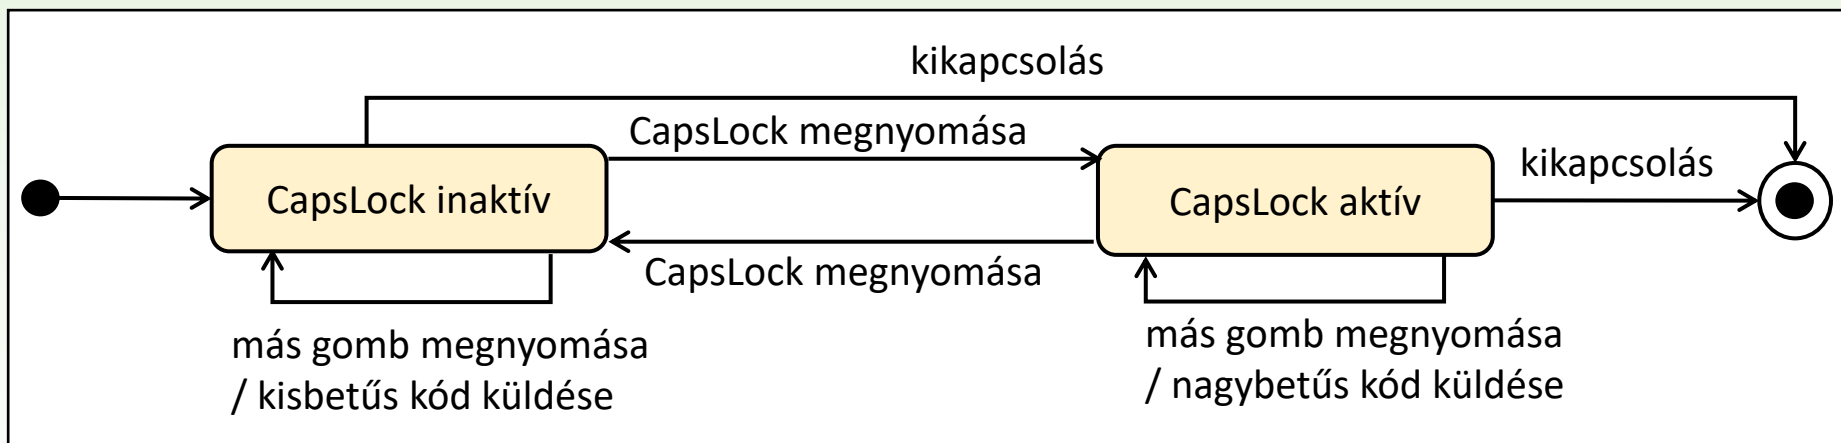 kikapcsolás
CapsLock megnyomása
kikapcsolás
CapsLock inaktív
CapsLock aktív
CapsLock megnyomása
más gomb megnyomása
/ kisbetűs kód küldése
más gomb megnyomása
/ nagybetűs kód küldése